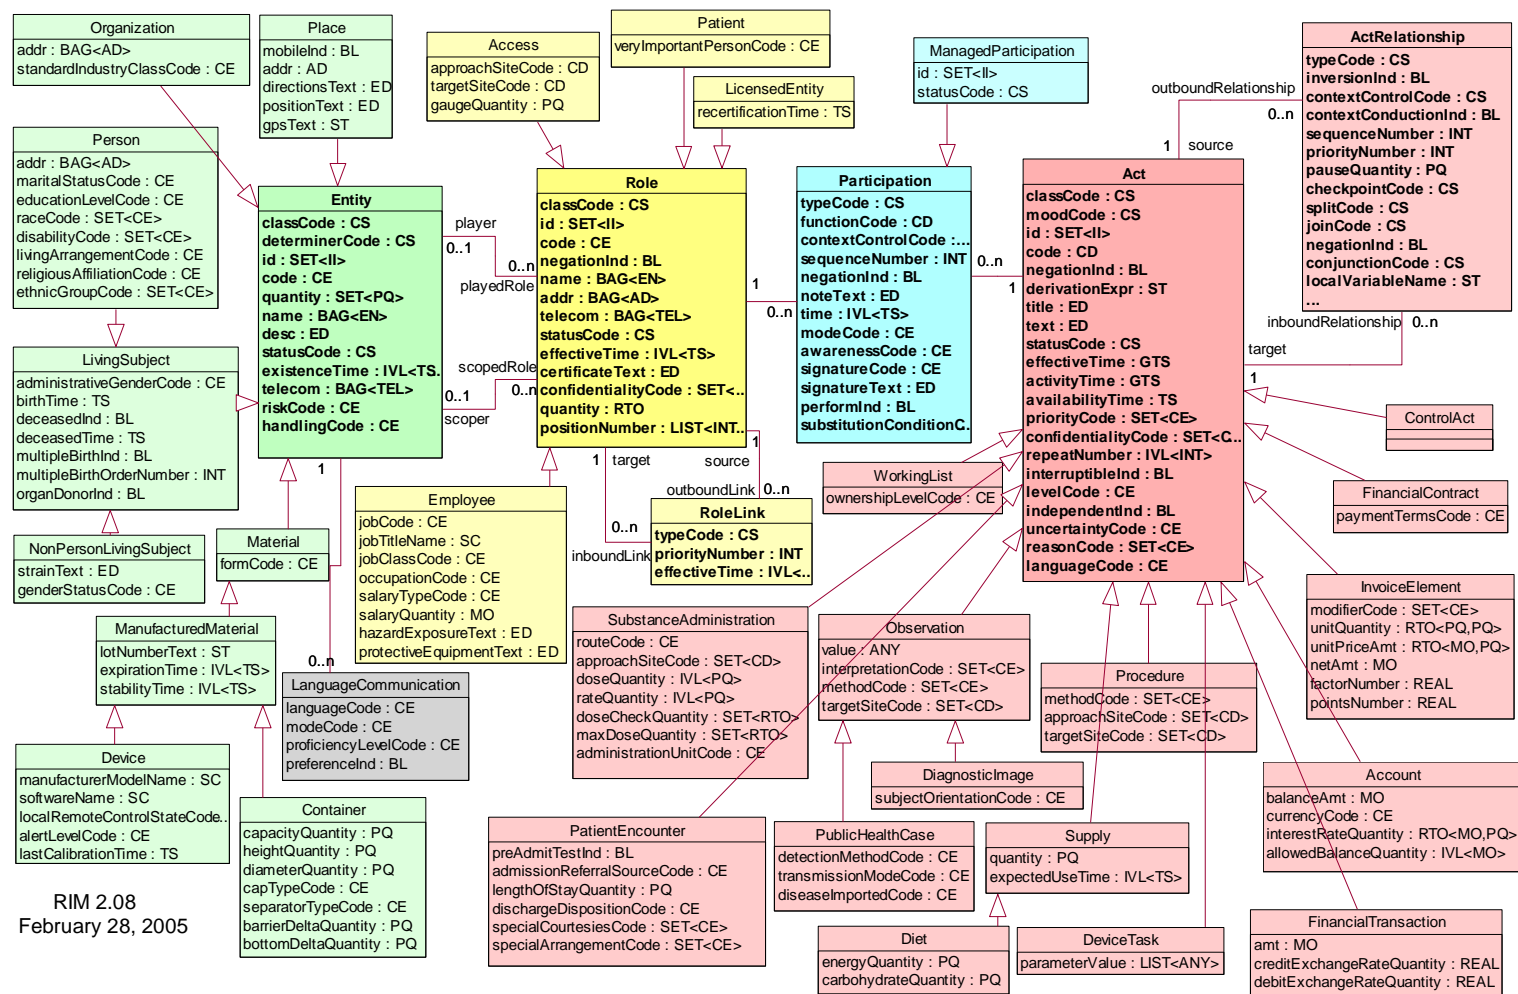 Organization
addr : BAG<AD>
standardIndustryClassCode : CE
Place
mobileInd : BL
addr : AD
directionsText : ED
positionText : ED
gpsText : ST
Access
approachSiteCode : CD
targetSiteCode : CD
gaugeQuantity : PQ
Patient
veryImportantPersonCode : CE
LicensedEntity
recertificationTime : TS
ManagedParticipation
id : SET<II>
statusCode : CS
ActRelationship
typeCode : CS
inversionInd : BL
contextControlCode : CS
contextConductionInd : BL
sequenceNumber : INT
priorityNumber : INT
pauseQuantity : PQ
checkpointCode : CS
splitCode : CS
joinCode : CS
negationInd : BL
conjunctionCode : CS
localVariableName : ST
...
outboundRelationship
0..n
1
source
inboundRelationship
0..n
target
1
Person
addr : BAG<AD>
maritalStatusCode : CE
educationLevelCode : CE
raceCode : SET<CE>
disabilityCode : SET<CE>
livingArrangementCode : CE
religiousAffiliationCode : CE
ethnicGroupCode : SET<CE>
Entity
classCode : CS
determinerCode : CS
id : SET<II>
code : CE
quantity : SET<PQ>
name : BAG<EN>
desc : ED
statusCode : CS
existenceTime : IVL<TS..
telecom : BAG<TEL>
riskCode : CE
handlingCode : CE
player
0..1
0..n
playedRole
scopedRole
0..n
0..1
scoper
Role
classCode : CS
id : SET<II>
code : CE
negationInd : BL
name : BAG<EN>
addr : BAG<AD>
telecom : BAG<TEL>
statusCode : CS
effectiveTime : IVL<TS>
certificateText : ED
confidentialityCode : SET<..
quantity : RTO
positionNumber : LIST<INT..
1
0..n
Participation
typeCode : CS
functionCode : CD
contextControlCode :...
sequenceNumber : INT
negationInd : BL
noteText : ED
time : IVL<TS>
modeCode : CE
awarenessCode : CE
signatureCode : CE
signatureText : ED
performInd : BL
substitutionConditionC..
0..n
1
Act
classCode : CS
moodCode : CS
id : SET<II>
code : CD
negationInd : BL
derivationExpr : ST
title : ED
text : ED
statusCode : CS
effectiveTime : GTS
activityTime : GTS
availabilityTime : TS
priorityCode : SET<CE>
confidentialityCode : SET<C...
repeatNumber : IVL<INT>
interruptibleInd : BL
levelCode : CE
independentInd : BL
uncertaintyCode : CE
reasonCode : SET<CE>
languageCode : CE
LivingSubject
administrativeGenderCode : CE
birthTime : TS
deceasedInd : BL
deceasedTime : TS
multipleBirthInd : BL
multipleBirthOrderNumber : INT
organDonorInd : BL
ControlAct
FinancialContract
paymentTermsCode : CE
WorkingList
ownershipLevelCode : CE
1
target
1
source
outboundLink
0..n
0..n
inboundLink
RoleLink
typeCode : CS
priorityNumber : INT
effectiveTime : IVL<..
Employee
jobCode : CE
jobTitleName : SC
jobClassCode : CE
occupationCode : CE
salaryTypeCode : CE
salaryQuantity : MO
hazardExposureText : ED
protectiveEquipmentText : ED
1
Material
formCode : CE
NonPersonLivingSubject
strainText : ED
genderStatusCode : CE
InvoiceElement
modifierCode : SET<CE>
unitQuantity : RTO<PQ,PQ>
unitPriceAmt : RTO<MO,PQ>
netAmt : MO
factorNumber : REAL
pointsNumber : REAL
ManufacturedMaterial
lotNumberText : ST
expirationTime : IVL<TS>
stabilityTime : IVL<TS>
0..n
LanguageCommunication
languageCode : CE
modeCode : CE
proficiencyLevelCode : CE
preferenceInd : BL
SubstanceAdministration
routeCode : CE
approachSiteCode : SET<CD>
doseQuantity : IVL<PQ>
rateQuantity : IVL<PQ>
doseCheckQuantity : SET<RTO>
maxDoseQuantity : SET<RTO>
administrationUnitCode : CE
Observation
value : ANY
interpretationCode : SET<CE>
methodCode : SET<CE>
targetSiteCode : SET<CD>
Procedure
methodCode : SET<CE>
approachSiteCode : SET<CD>
targetSiteCode : SET<CD>
Device
manufacturerModelName : SC
softwareName : SC
localRemoteControlStateCode..
alertLevelCode : CE
lastCalibrationTime : TS
Container
capacityQuantity : PQ
heightQuantity : PQ
diameterQuantity : PQ
capTypeCode : CE
separatorTypeCode : CE
barrierDeltaQuantity : PQ
bottomDeltaQuantity : PQ
DiagnosticImage
subjectOrientationCode : CE
Account
balanceAmt : MO
currencyCode : CE
interestRateQuantity : RTO<MO,PQ>
allowedBalanceQuantity : IVL<MO>
PatientEncounter
preAdmitTestInd : BL
admissionReferralSourceCode : CE
lengthOfStayQuantity : PQ
dischargeDispositionCode : CE
specialCourtesiesCode : SET<CE>
specialArrangementCode : SET<CE>
PublicHealthCase
detectionMethodCode : CE
transmissionModeCode : CE
diseaseImportedCode : CE
Supply
quantity : PQ
expectedUseTime : IVL<TS>
Diet
energyQuantity : PQ
carbohydrateQuantity : PQ
DeviceTask
parameterValue : LIST<ANY>
FinancialTransaction
amt : MO
creditExchangeRateQuantity : REAL
debitExchangeRateQuantity : REAL
RIM 2.08
February 28, 2005